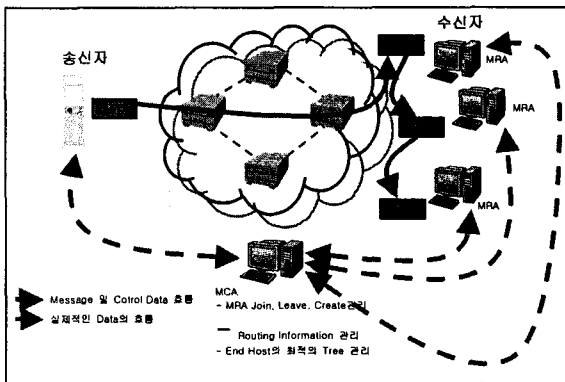 송신자
수신자
MRA
MRA
MRA
MCA
- MRA Join, Leave, Create관리
Routing Information 관리
- End Host의 최적의 Tree 관리
Message 및 Cotrol Data 흐름
실제적인 Data의 흐름